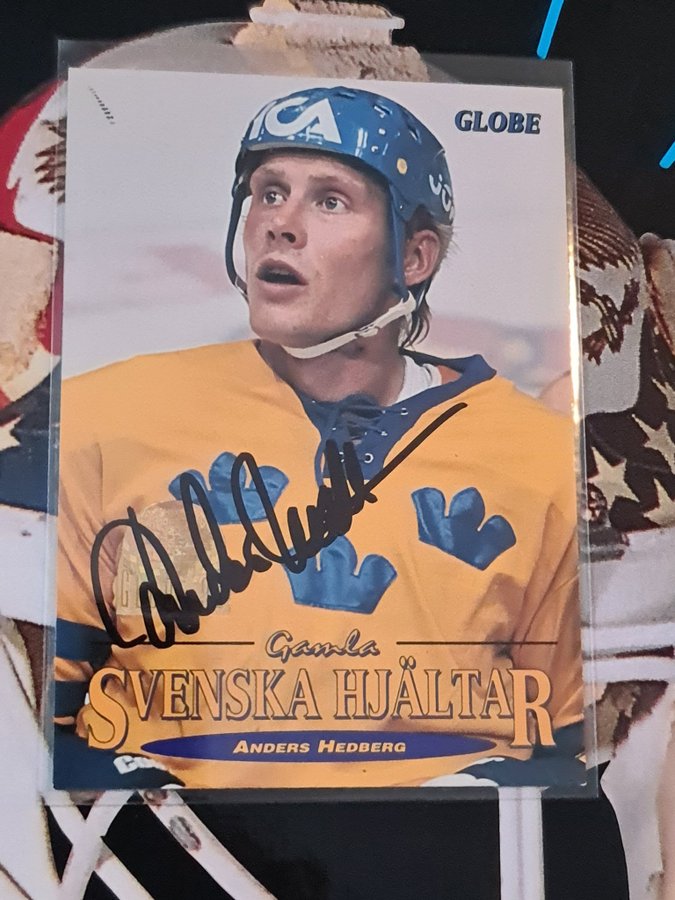 ICA
GLOBE
Gamla
SVENSKA HJÄLTAR
ANDERS HEDBERG